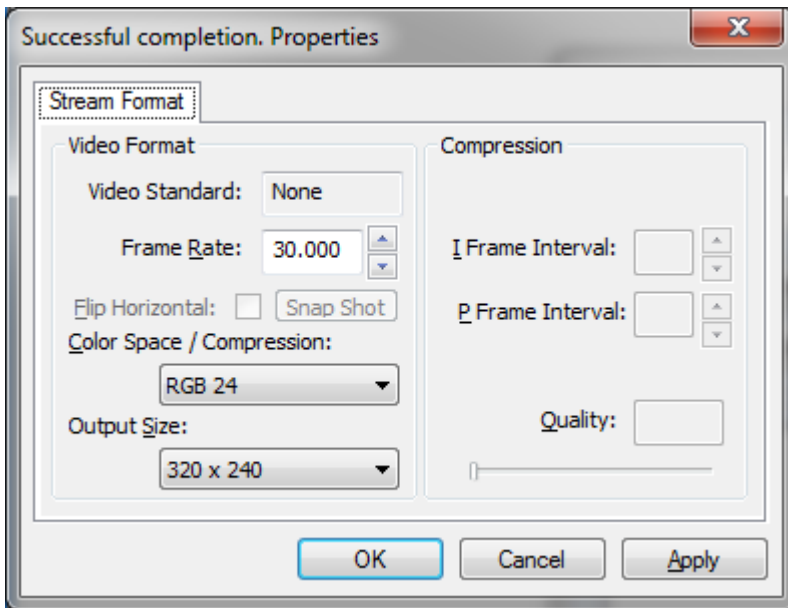 Successful completion. Properties
Stream Format
Video Format
Video Standard: None
Frame Rate: 30.000
Flip Horizontal: Snap Shot
Color Space / Compression:
RGB 24
Output Size:
320 x 240
Compression
I Frame Interval:
P Frame Interval:
Quality:
OK Cancel Apply